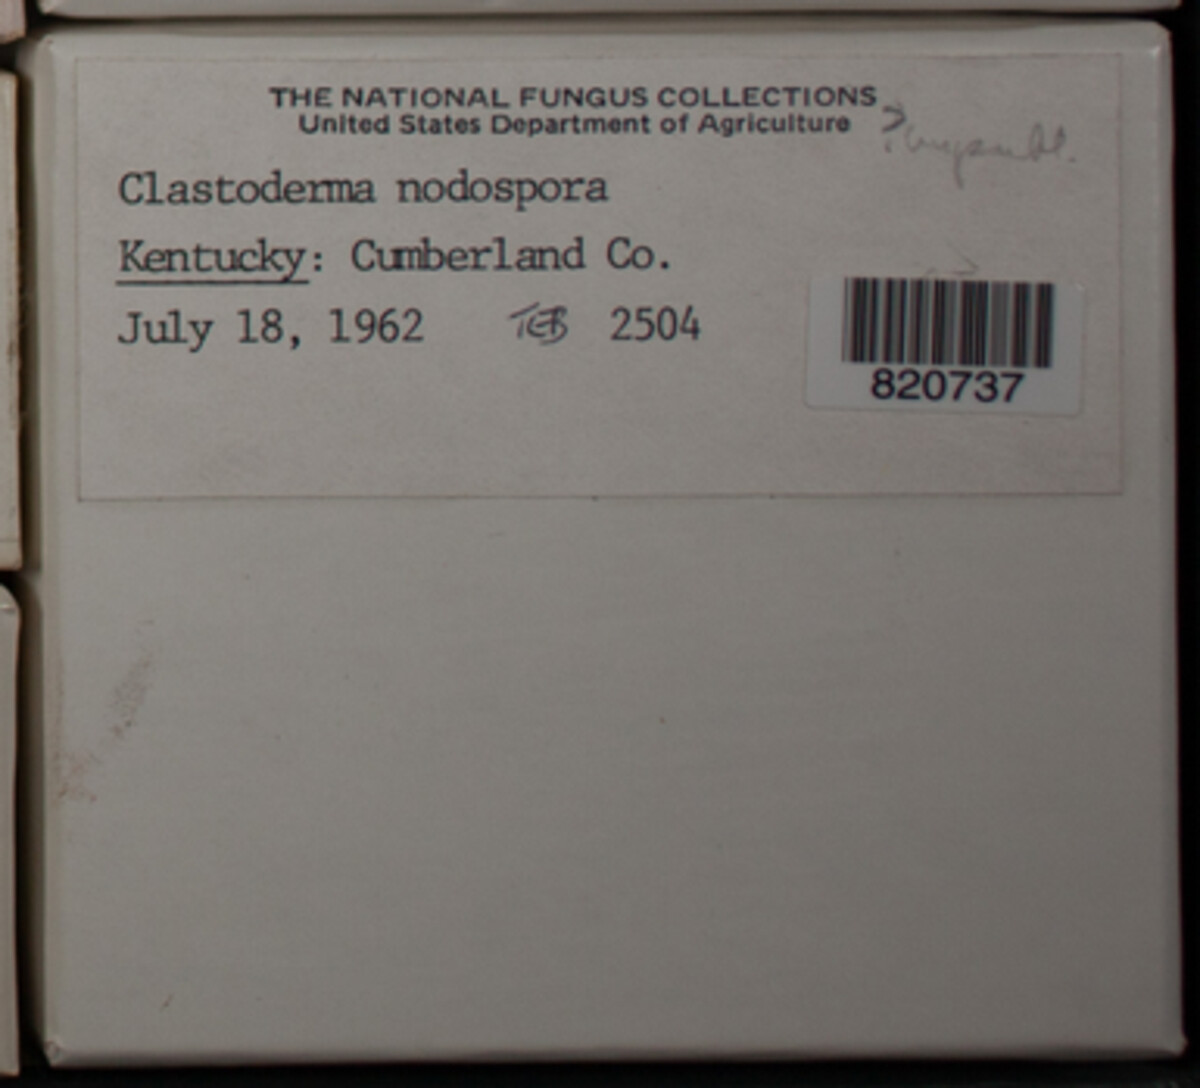 THE NATIONAL FUNGUS COLLECTIONS
United States Department of Agriculture
Clastoderma nodospora
Kentucky: Cumberland Co.
July 18, 1962 TEB 2504
820737